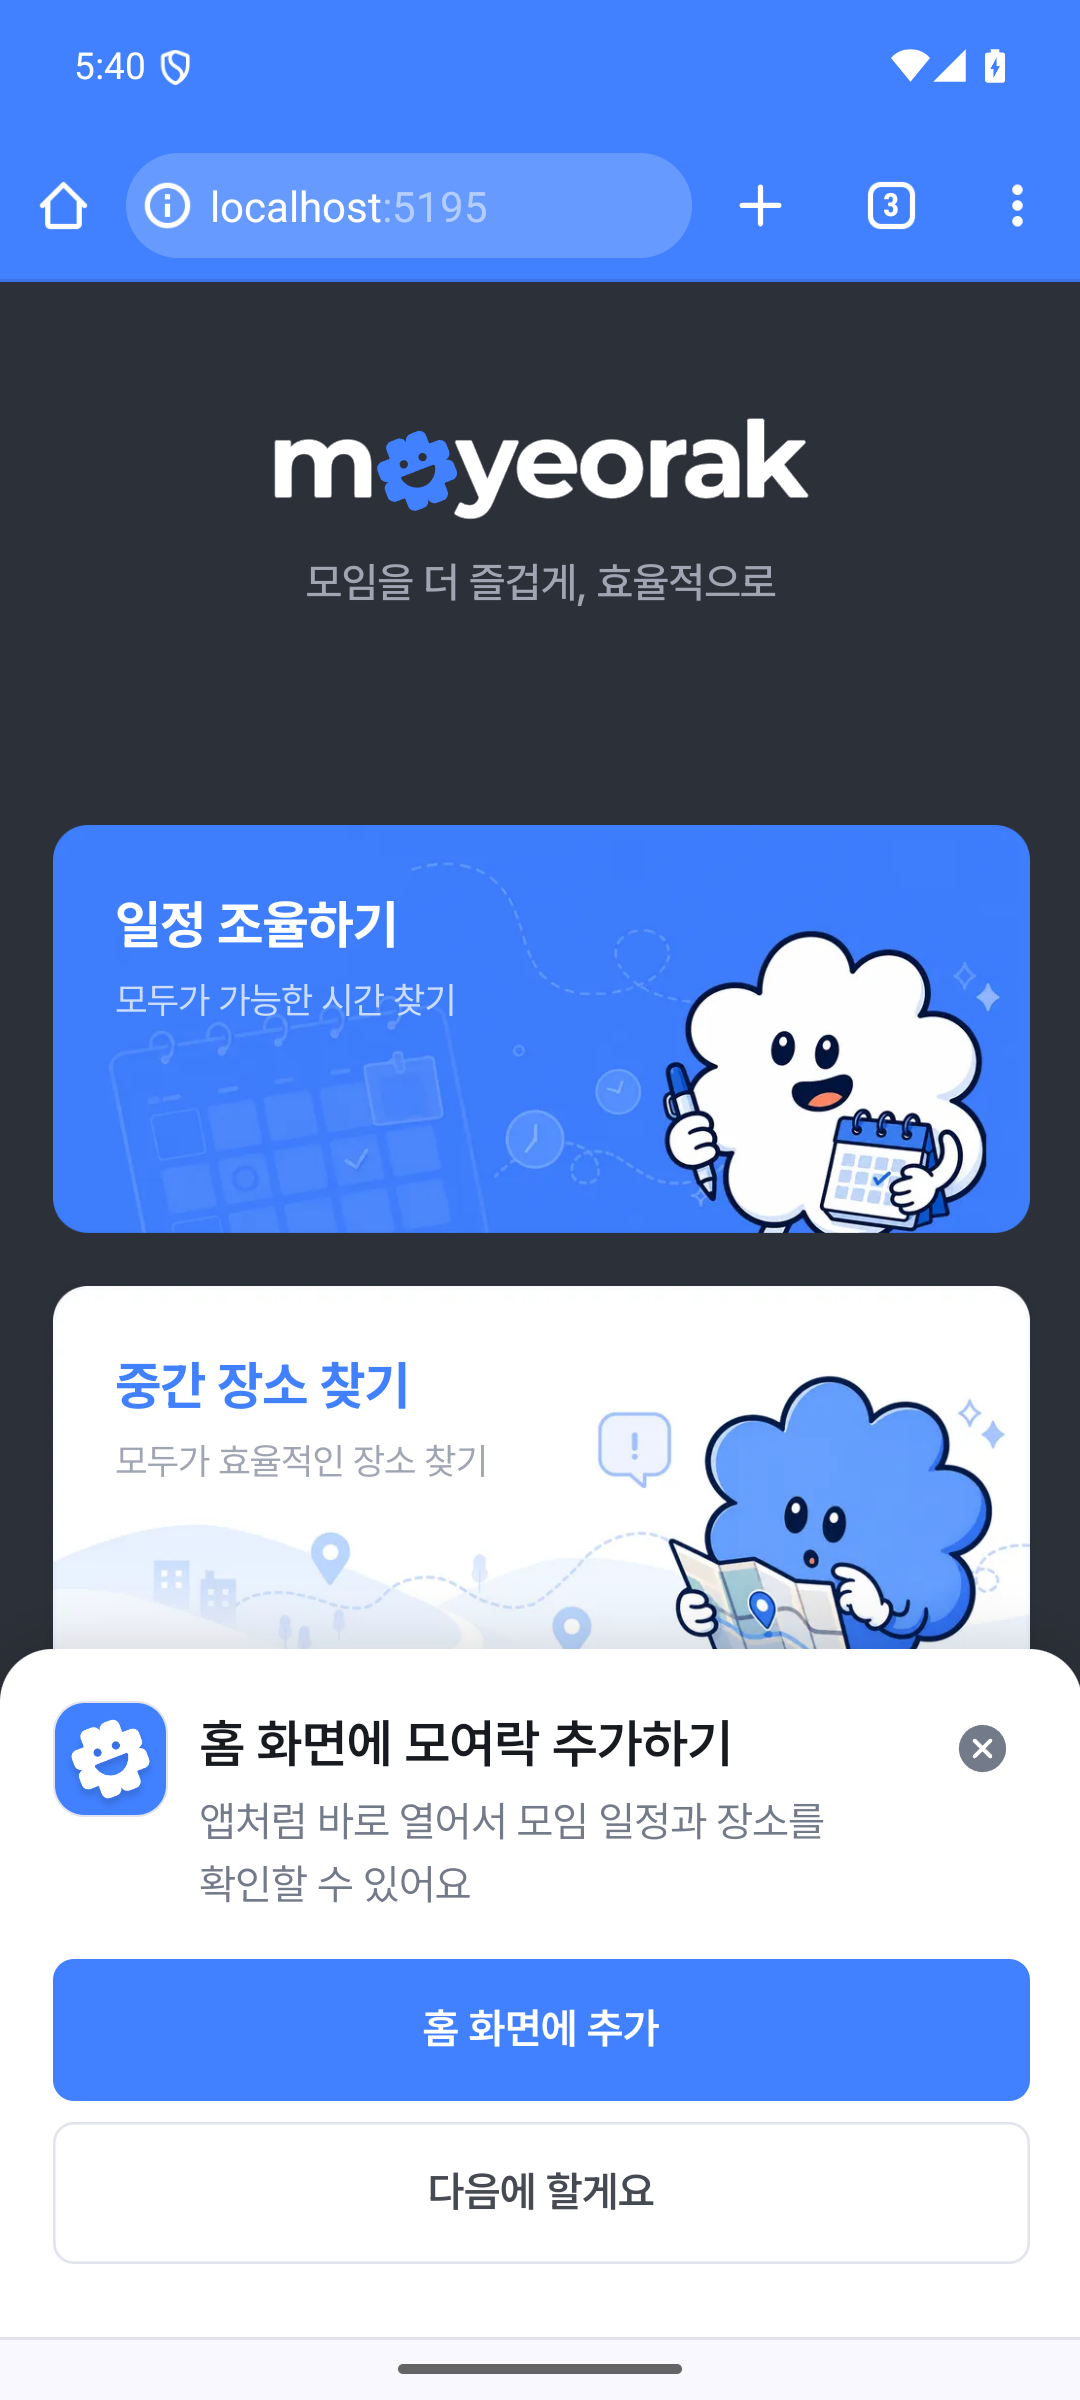 5:40
localhost:5195
3
moyeorak
모임을 더 즐겁게, 효율적으로
일정 조율하기
모두가 가능한 시간 찾기
중간 장소 찾기
모두가 효율적인 장소 찾기
!
홈 화면에 모여락 추가하기
앱처럼 바로 열어서 모임 일정과 장소를
확인할 수 있어요
홈 화면에 추가
다음에 할게요